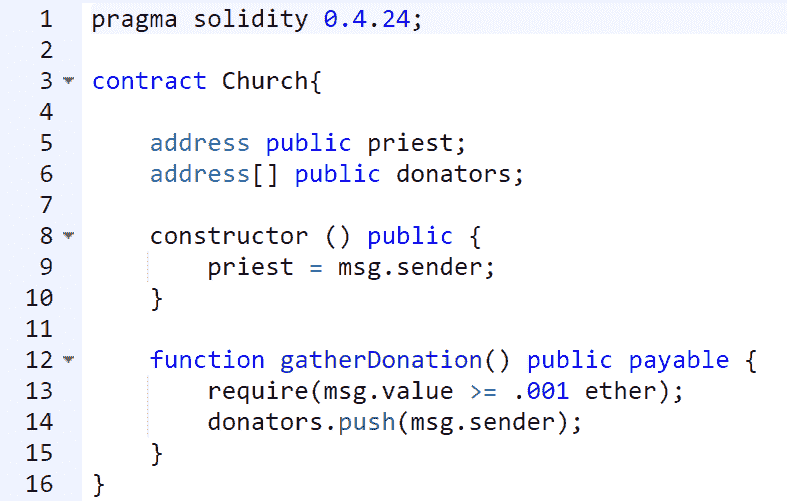 1 pragma solidity 0.4.24;
2
3 contract Church{
4
5     address public priest;
6     address[] public donators;
7
8     constructor () public {
9         priest = msg.sender;
10     }
11
12     function gatherDonation() public payable {
13         require(msg.value >= .001 ether);
14         donators.push(msg.sender);
15     }
16 }